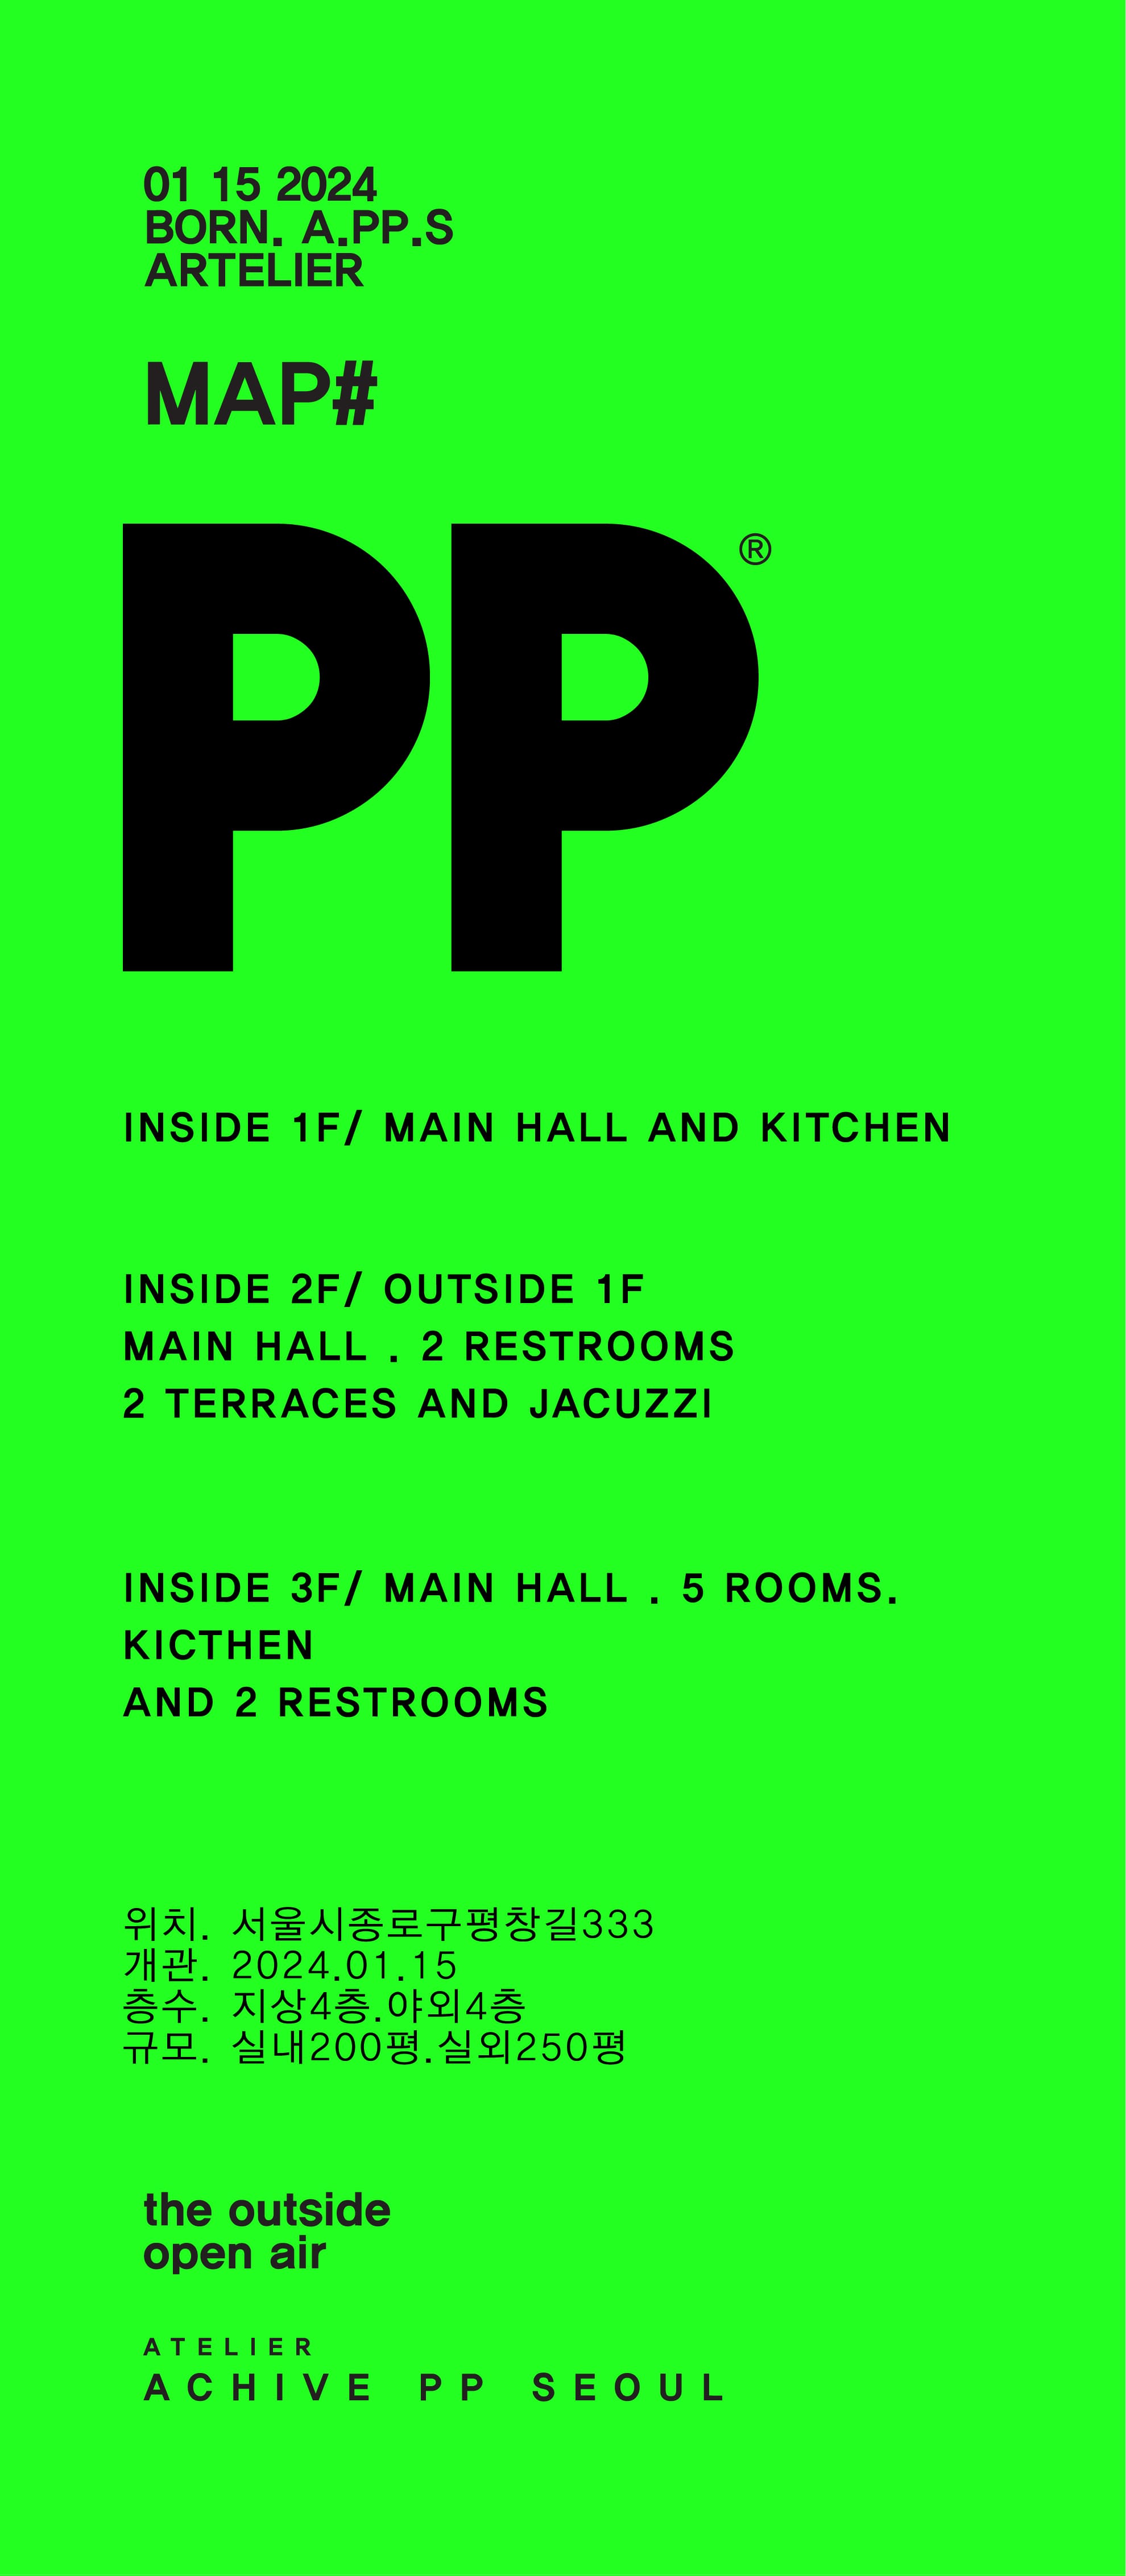 01 15 2024
BORN. A.PP.S
ARTELIER
MAP#
PP®
INSIDE 1F/ MAIN HALL AND KITCHEN
INSIDE 2F/ OUTSIDE 1F
MAIN HALL . 2 RESTROOMS
2 TERRACES AND JACUZZI
INSIDE 3F/ MAIN HALL . 5 ROOMS.
KICTHEN
AND 2 RESTROOMS
위치. 서울시종로구평창길333
개관. 2024.01.15
층수. 지상4층.야외4층
규모. 실내200평.실외250평
the outside
open air
ATELIER
ACHIVE PP SEOUL